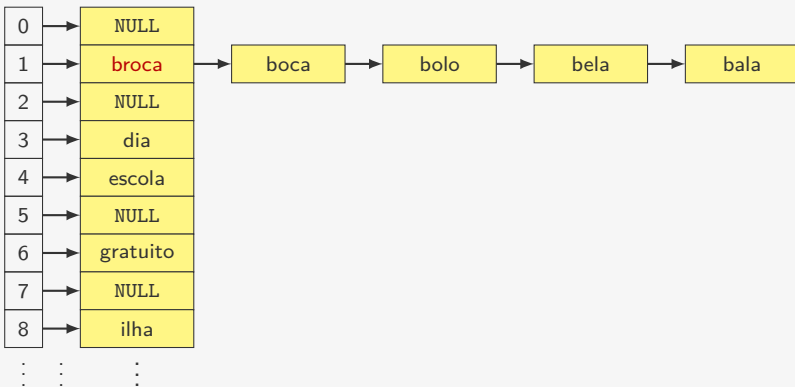 0 NULL
1 broca boca bolo bela bala
2 NULL
3 dia
4 escola
5 NULL
6 gratuito
7 NULL
8 ilha
⋮ ⋮ ⋮